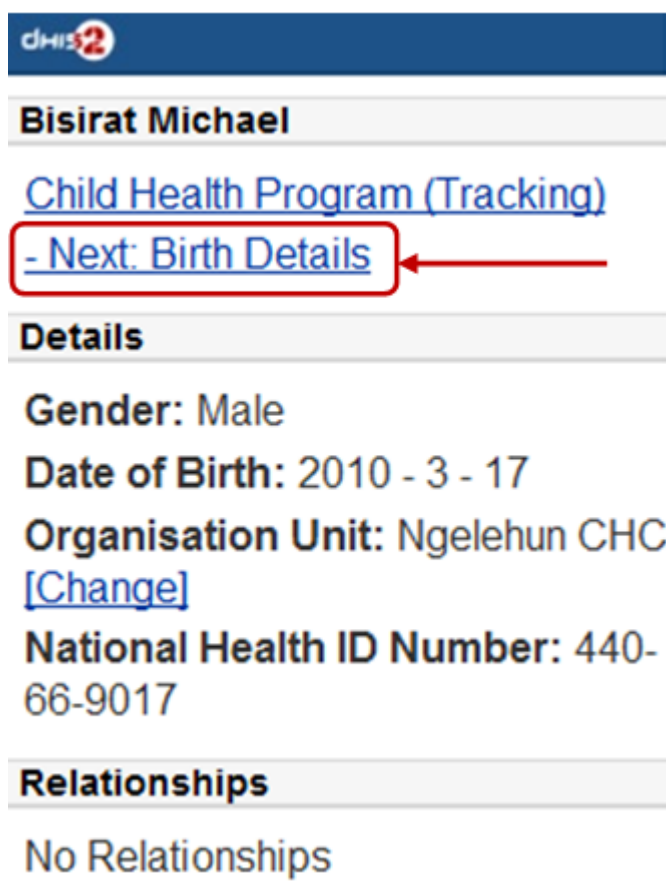 dHIS2
Bisirat Michael
Child Health Program (Tracking)
- Next: Birth Details
Details
Gender: Male
Date of Birth: 2010 - 3 - 17
Organisation Unit: Ngelehun CHC
[Change]
National Health ID Number: 440-
66-9017
Relationships
No Relationships